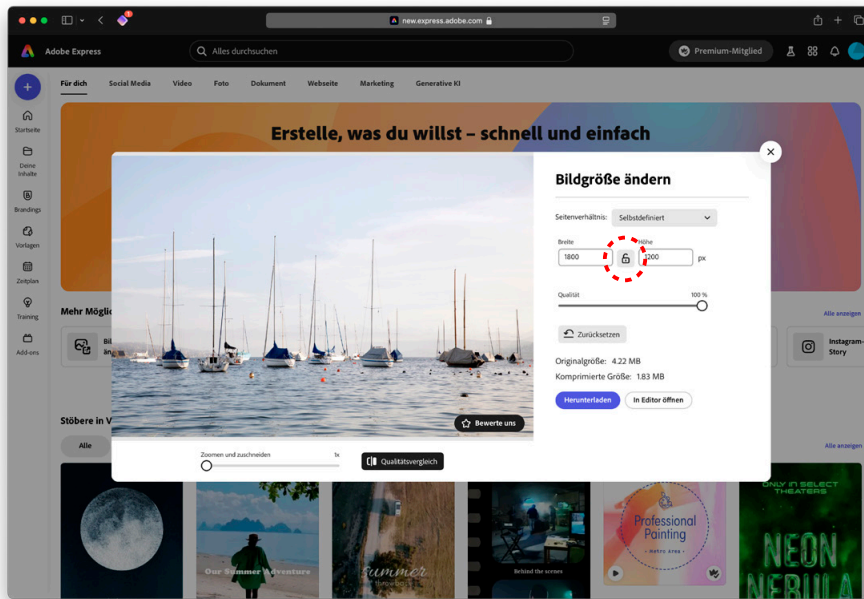 new.express.adobe.com
Adobe Express
Alles durchsuchen
Premium-Mitglied
Für dich
Social Media
Video
Foto
Dokument
Webseite
Marketing
Generative KI
Startseite
Deine
Inhalte
Brandings
Vorlagen
Zeitplan
Training
Add-ons
Erstelle, was du willst – schnell und einfach
Bildgröße ändern
Seitenverhältnis:
Selbstdefiniert
Breite
Höhe
1800
1200
px
Qualität
100 %
Zurücksetzen
Originalgröße: 4.22 MB
Komprimierte Größe: 1.83 MB
Herunterladen
In Editor öffnen
Bewerte uns
Zoomen und zuschneiden
1x
Qualitätsvergleich
Mehr Möglic
Alle anzeigen
Bil
än
Instagram-
Story
Stöbere in V
Alle
Alle anzeigen
Our Summer Adventure
summer
Behind the scenes
Professional
Painting
- Metro Area -
ONLY IN SELECT
THEATERS
NEON
NEBULA